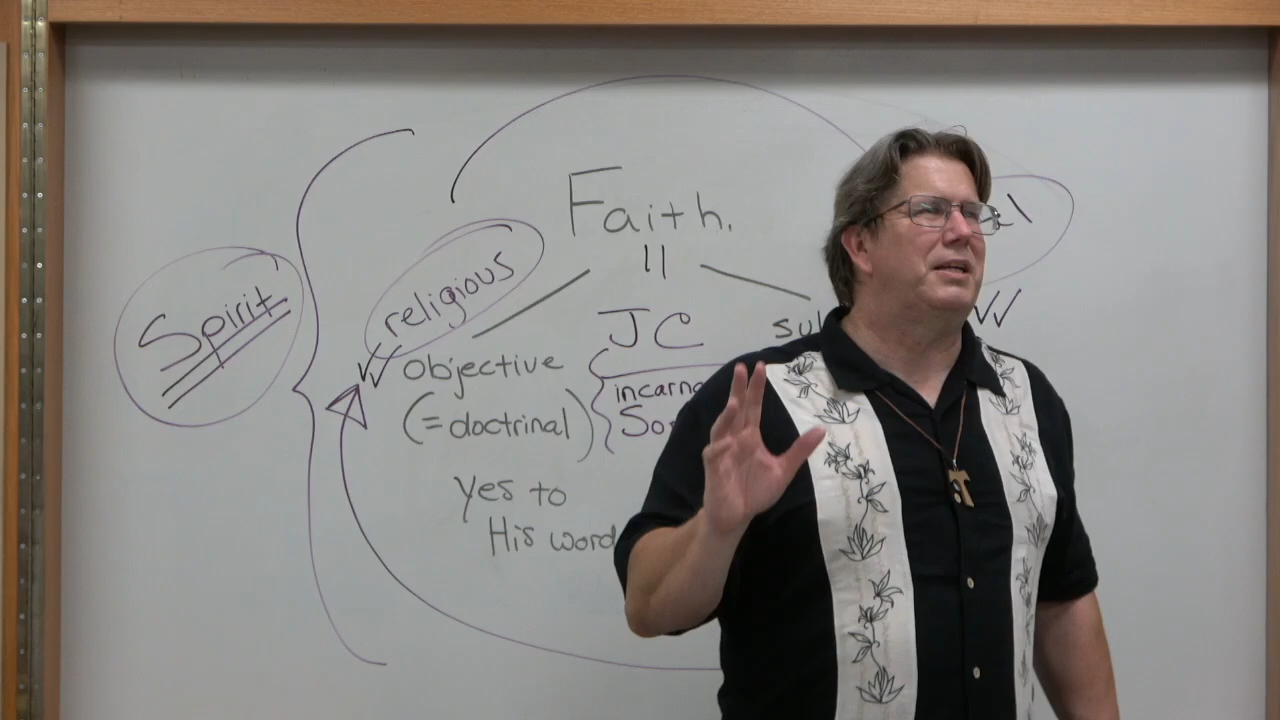 Faith.
Spirit
religious
JC
Objective
(= doctrinal)
yes to
His word